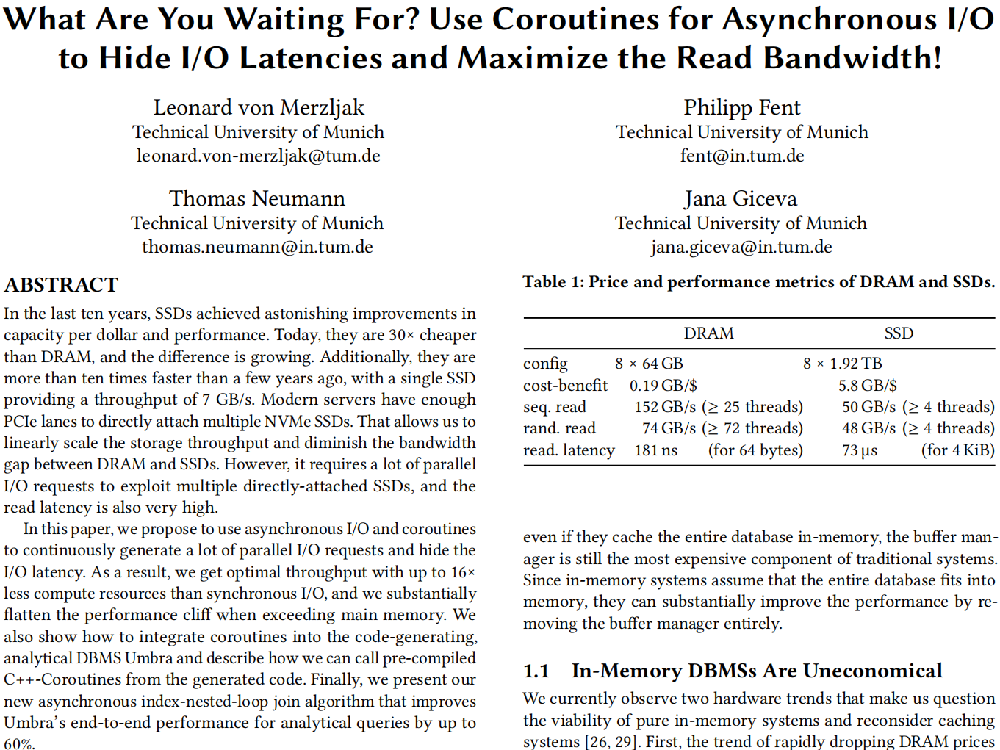 What Are You Waiting For? Use Coroutines for Asynchronous I/O
to Hide I/O Latencies and Maximize the Read Bandwidth!
Leonard von Merzljak
Technical University of Munich
leonard.von-merzljak@tum.de
Philipp Fent
Technical University of Munich
fent@in.tum.de
Thomas Neumann
Technical University of Munich
thomas.neumann@in.tum.de
Jana Giceva
Technical University of Munich
jana.giceva@in.tum.de
ABSTRACT
In the last ten years, SSDs achieved astonishing improvements in
capacity per dollar and performance. Today, they are 30× cheaper
than DRAM, and the difference is growing. Additionally, they are
more than ten times faster than a few years ago, with a single SSD
providing a throughput of 7 GB/s. Modern servers have enough
PCIe lanes to directly attach multiple NVMe SSDs. That allows us to
linearly scale the storage throughput and diminish the bandwidth
gap between DRAM and SSDs. However, it requires a lot of parallel
I/O requests to exploit multiple directly-attached SSDs, and the
read latency is also very high.
In this paper, we propose to use asynchronous I/O and coroutines
to continuously generate a lot of parallel I/O requests and hide the
I/O latency. As a result, we get optimal throughput with up to 16×
less compute resources than synchronous I/O, and we substantially
flatten the performance cliff when exceeding main memory. We
also show how to integrate coroutines into the code-generating,
analytical DBMS Umbra and describe how we can call pre-compiled
C++-Coroutines from the generated code. Finally, we present our
new asynchronous index-nested-loop join algorithm that improves
Umbra's end-to-end performance for analytical queries by up to
60%.
Table 1: Price and performance metrics of DRAM and SSDs.
DRAM SSD
config 8 × 64 GB 8 × 1.92 TB
cost-benefit 0.19 GB/$ 5.8 GB/$
seq. read 152 GB/s (≥ 25 threads) 50 GB/s (≥ 4 threads)
rand. read 74 GB/s (≥ 72 threads) 48 GB/s (≥ 4 threads)
read. latency 181 ns (for 64 bytes) 73 µs (for 4 KiB)
even if they cache the entire database in-memory, the buffer man-
ager is still the most expensive component of traditional systems.
Since in-memory systems assume that the entire database fits into
memory, they can substantially improve the performance by re-
moving the buffer manager entirely.
1.1 In-Memory DBMSs Are Uneconomical
We currently observe two hardware trends that make us question
the viability of pure in-memory systems and reconsider caching
systems [26, 29]. First, the trend of rapidly dropping DRAM prices